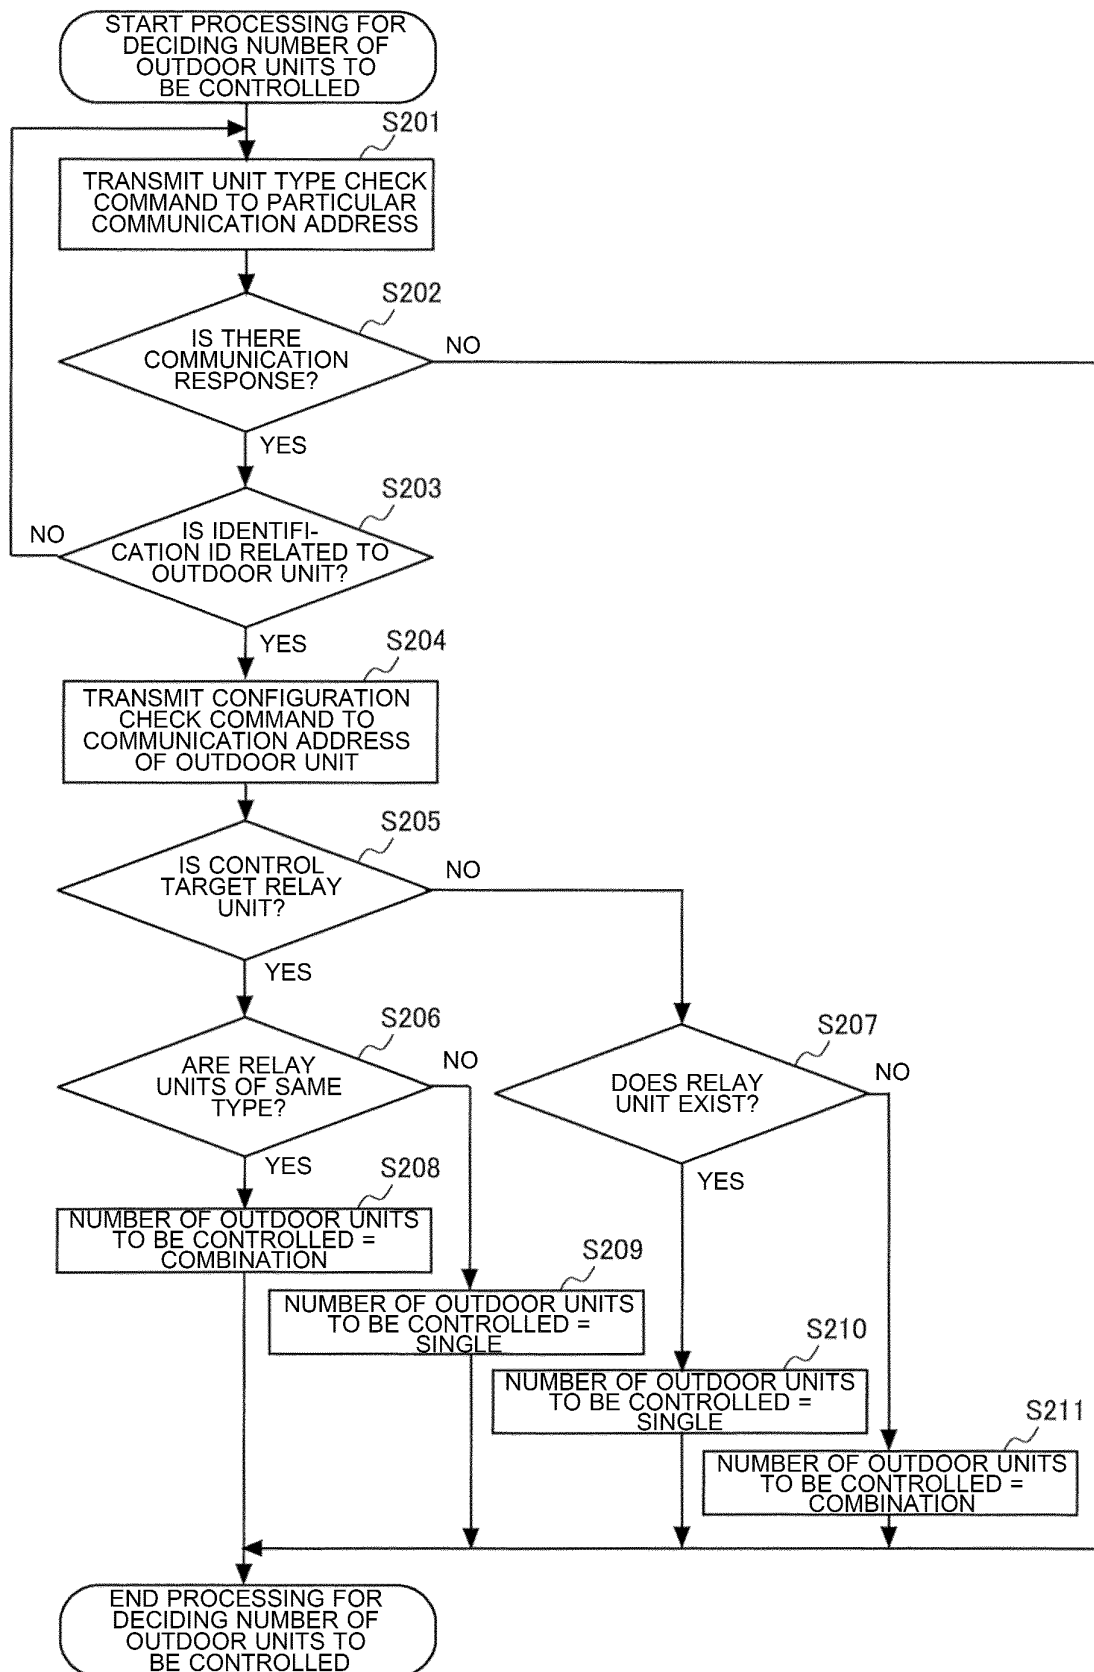 START PROCESSING FOR
DECIDING NUMBER OF
OUTDOOR UNITS TO
BE CONTROLLED
S201
TRANSMIT UNIT TYPE CHECK
COMMAND TO PARTICULAR
COMMUNICATION ADDRESS
S202
IS THERE
COMMUNICATION
RESPONSE?
NO
YES
S203
IS IDENTIFI-
CATION ID RELATED TO
OUTDOOR UNIT?
NO
YES
S204
TRANSMIT CONFIGURATION
CHECK COMMAND TO
COMMUNICATION ADDRESS
OF OUTDOOR UNIT
S205
IS CONTROL
TARGET RELAY
UNIT?
NO
YES
S206
ARE RELAY
UNITS OF SAME
TYPE?
NO
YES
S207
DOES RELAY
UNIT EXIST?
NO
YES
S208
NUMBER OF OUTDOOR UNITS
TO BE CONTROLLED =
COMBINATION
S209
NUMBER OF OUTDOOR UNITS
TO BE CONTROLLED =
SINGLE
S210
NUMBER OF OUTDOOR UNITS
TO BE CONTROLLED =
SINGLE
S211
NUMBER OF OUTDOOR UNITS
TO BE CONTROLLED =
COMBINATION
END PROCESSING FOR
DECIDING NUMBER OF
OUTDOOR UNITS TO
BE CONTROLLED